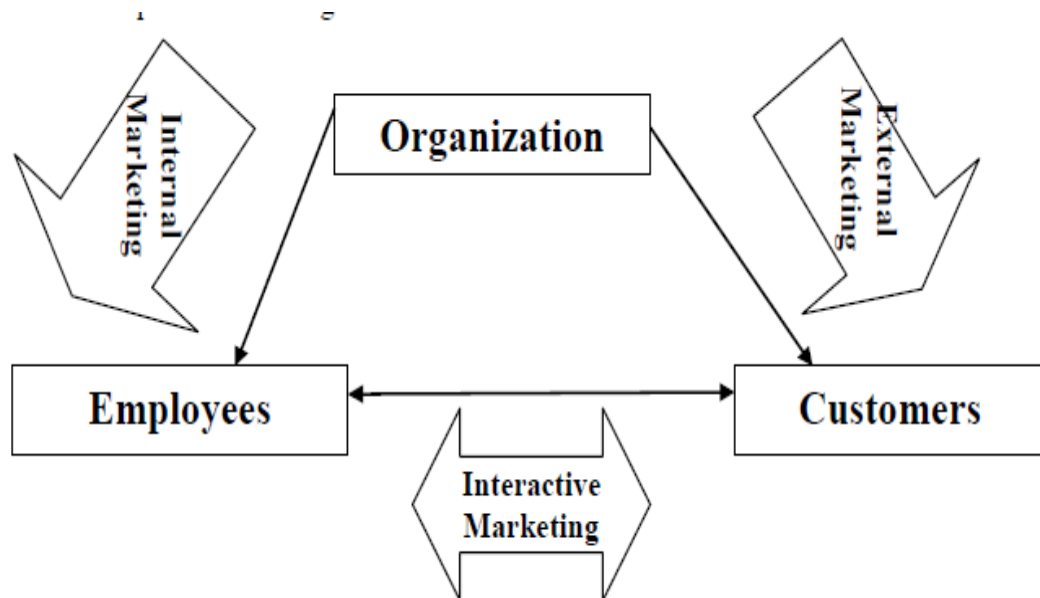 Internal
Marketing
Organization
External
Marketing
Employees
Customers
Interactive
Marketing